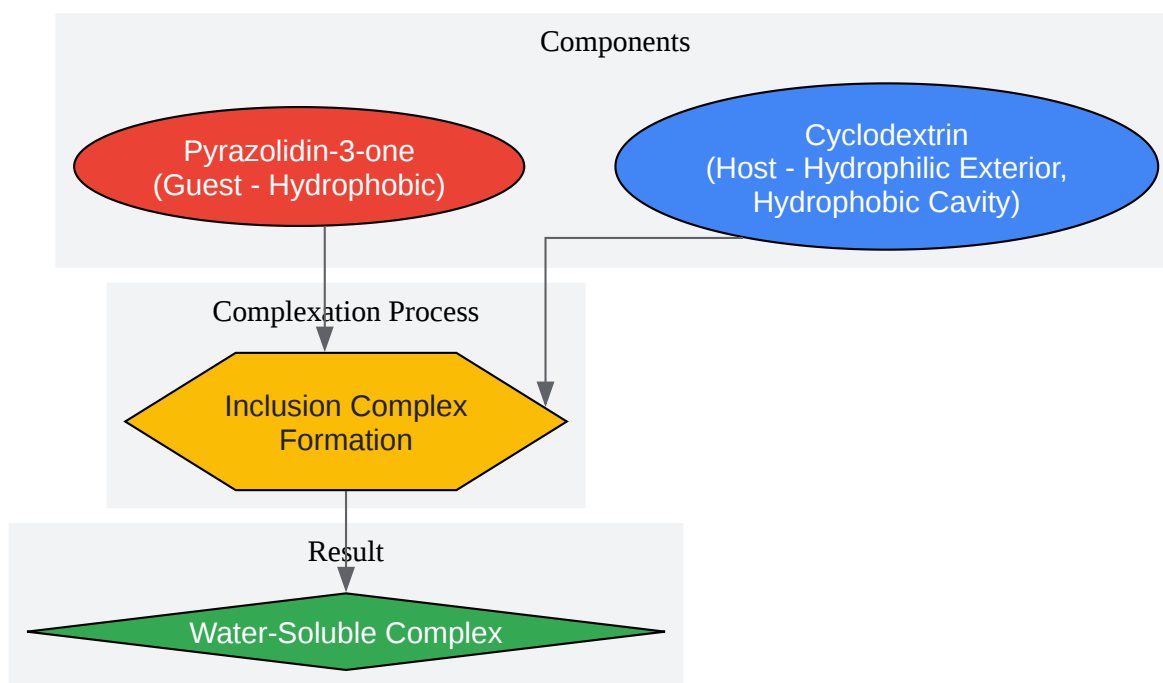 Components
Pyrazolidin-3-one
(Guest - Hydrophobic)
Cyclodextrin
(Host - Hydrophilic Exterior,
Hydrophobic Cavity)
Complexation Process
Inclusion Complex
Formation
Result
Water-Soluble Complex